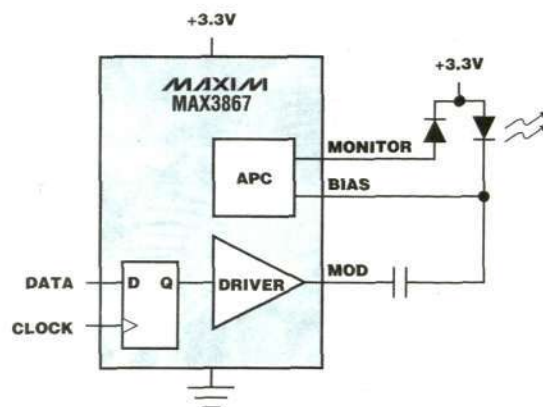 +3.3V
MAXIM
MAX3867
+3.3V
MONITOR
APC
BIAS
DATA
D Q
DRIVER
MOD
CLOCK